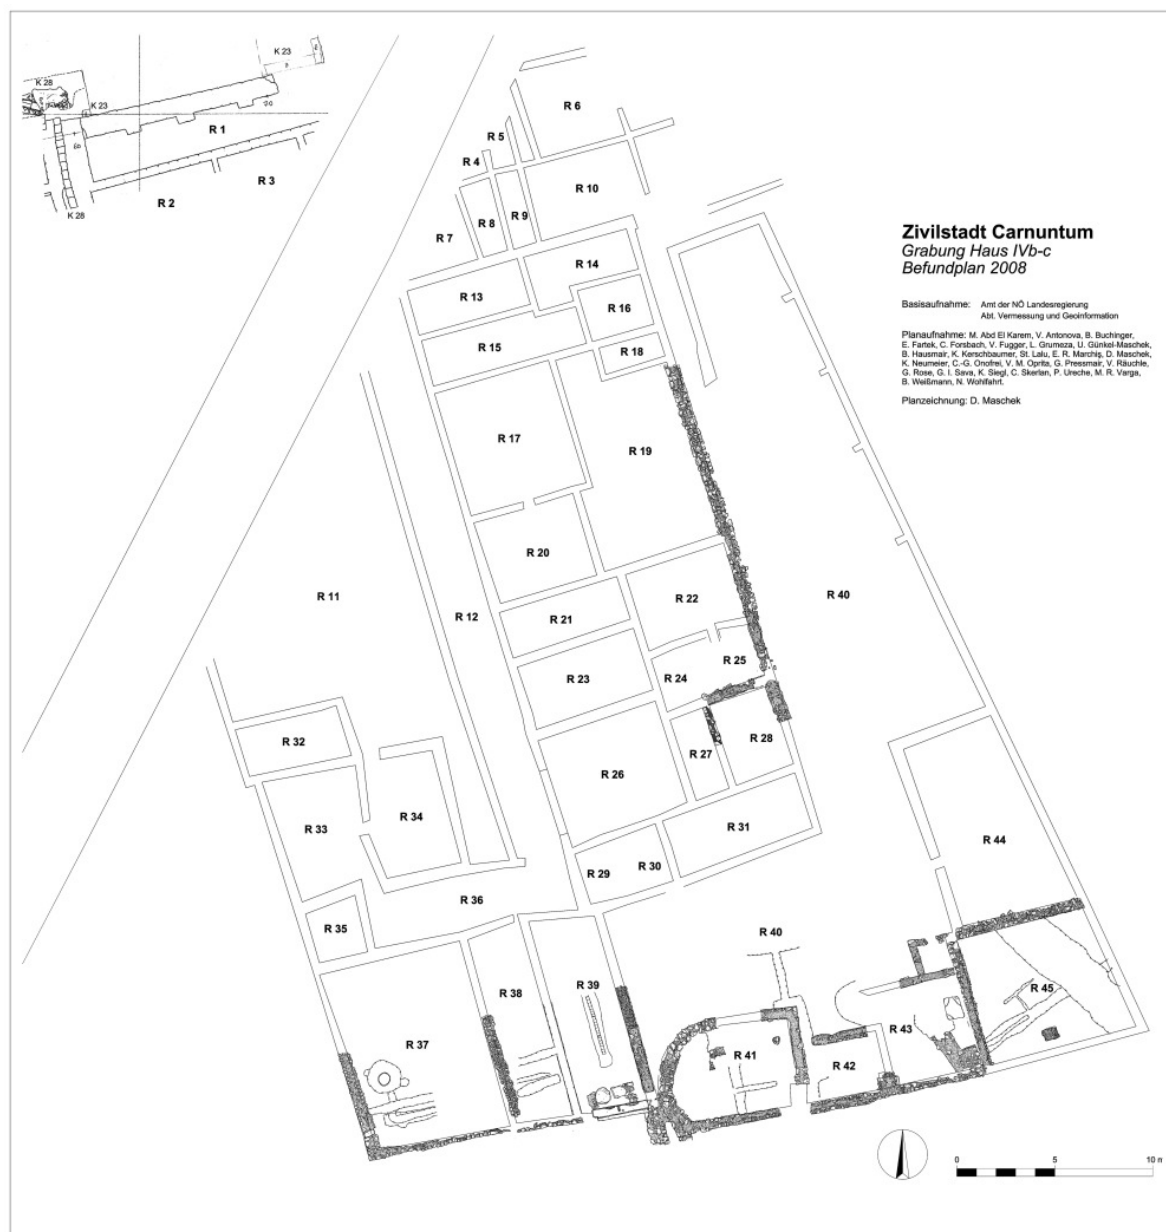 K 23
K 28
K 23
R 6
R 1
R 5
R 4
R 3
R 10
K 28
R 2
R 8
R 9
R 7
Zivilstadt Carnuntum
Grabung Haus IVb-c
Befundplan 2008
R 14
R 13
Basisaufnahme: Amt der NÖ Landesregierung
Abt. Vermessung und Geoinformation
R 16
Planaufnahme: M. Abd El Karem, V. Antonova, B. Buchinger,
E. Fartek, C. Forsbach, V. Fugger, L. Grumeza, U. Günkel-Maschek,
B. Hausmair, K. Kerschbaumer, St. Lalu, E. R. Marchig, D. Maschek,
K. Neumeier, C.-G. Onofrei, V. M. Oprita, G. Pressmair, V. Räuchle,
G. Rose, G. I. Sava, K. Siegl, C. Skerlan, P. Ureche, M. R. Varga,
B. Weißmann, N. Wohlfahrt.
R 15
R 18
Planzeichnung: D. Maschek
R 17
R 19
R 20
R 11
R 40
R 22
R 12
R 21
R 25
R 24
R 23
R 32
R 28
R 27
R 26
R 34
R 33
R 31
R 44
R 30
R 29
R 36
R 35
R 40
R 39
R 45
R 38
R 43
R 37
R 41
R 42
0 5 10 m